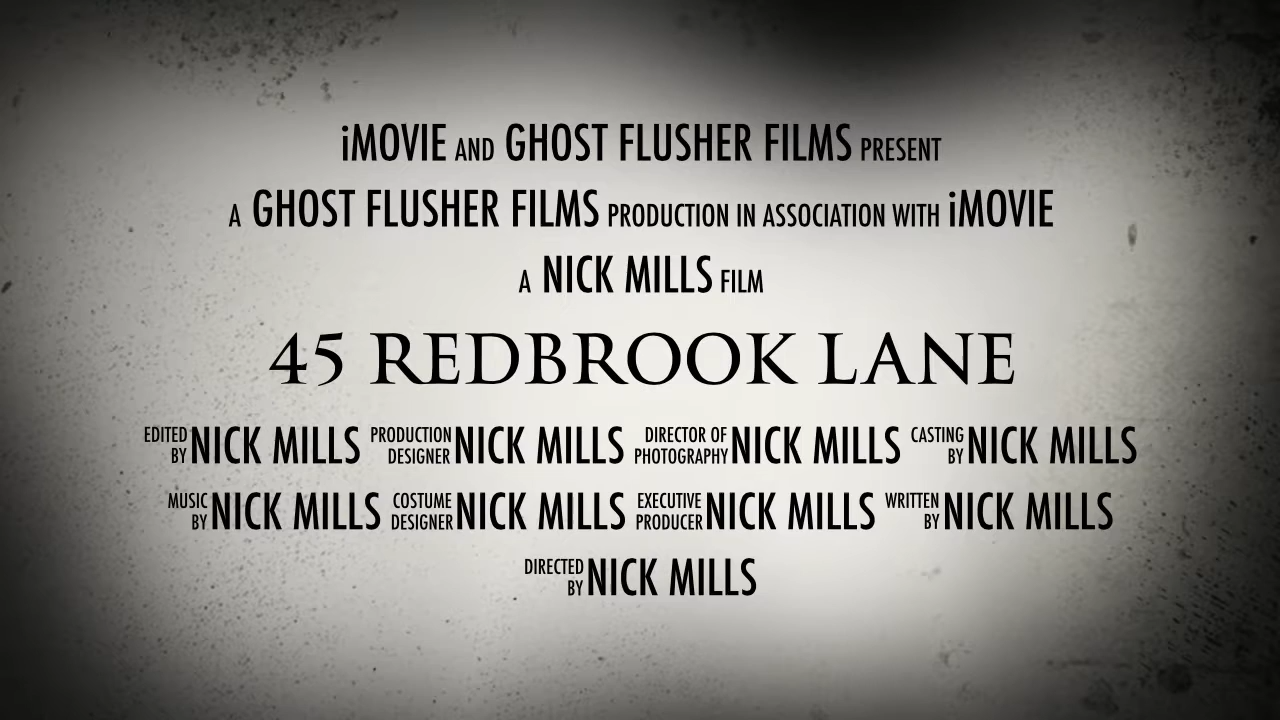 iMOVIE AND GHOST FLUSHER FILMS PRESENT
A GHOST FLUSHER FILMS PRODUCTION IN ASSOCIATION WITH iMOVIE
A NICK MILLS FILM
45 REDBROOK LANE
EDITED BY NICK MILLS PRODUCTION DESIGNER NICK MILLS DIRECTOR OF PHOTOGRAPHY NICK MILLS CASTING BY NICK MILLS
MUSIC BY NICK MILLS COSTUME DESIGNER NICK MILLS EXECUTIVE PRODUCER NICK MILLS WRITTEN BY NICK MILLS
DIRECTED BY NICK MILLS